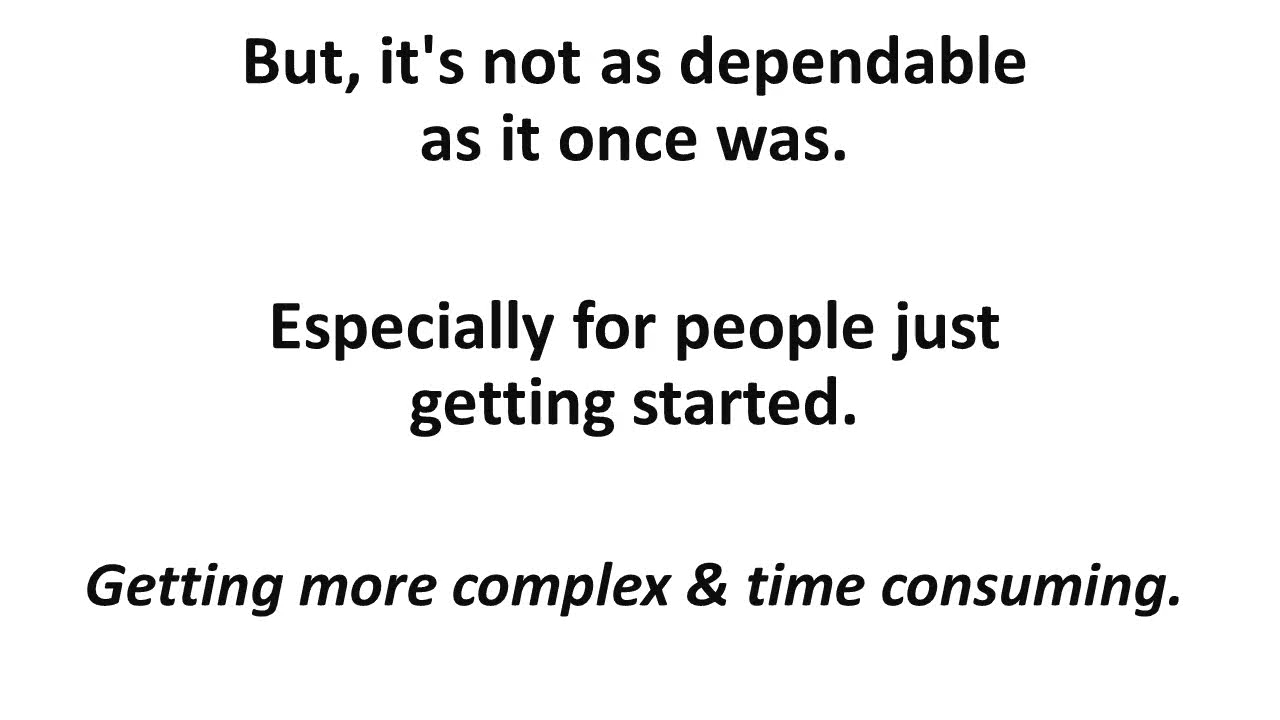 But, it's not as dependable
as it once was.
Especially for people just
getting started.
Getting more complex & time consuming.